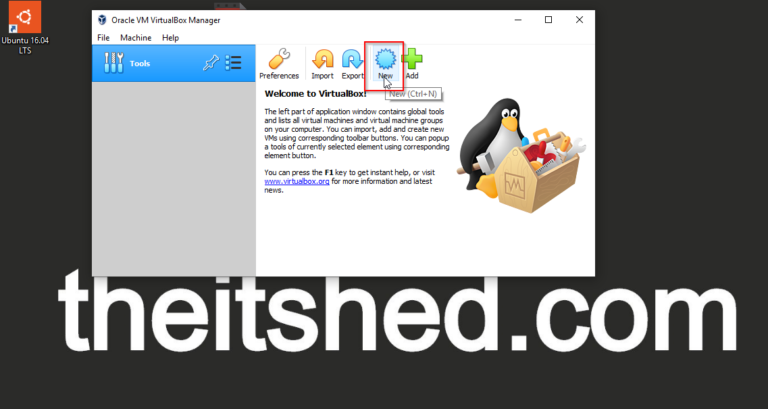 Ubuntu 16.04
LTS
Oracle VM VirtualBox Manager
File Machine Help
Tools
Preferences Import Export New Add
New (Ctrl+N)
Welcome to VirtualBox!
The left part of application window contains global tools
and lists all virtual machines and virtual machine groups
on your computer. You can import, add and create new
VMs using corresponding toolbar buttons. You can popup
a tools of currently selected element using corresponding
element button.
You can press the F1 key to get instant help, or visit
www.virtualbox.org for more information and latest
news.
theitshed.com